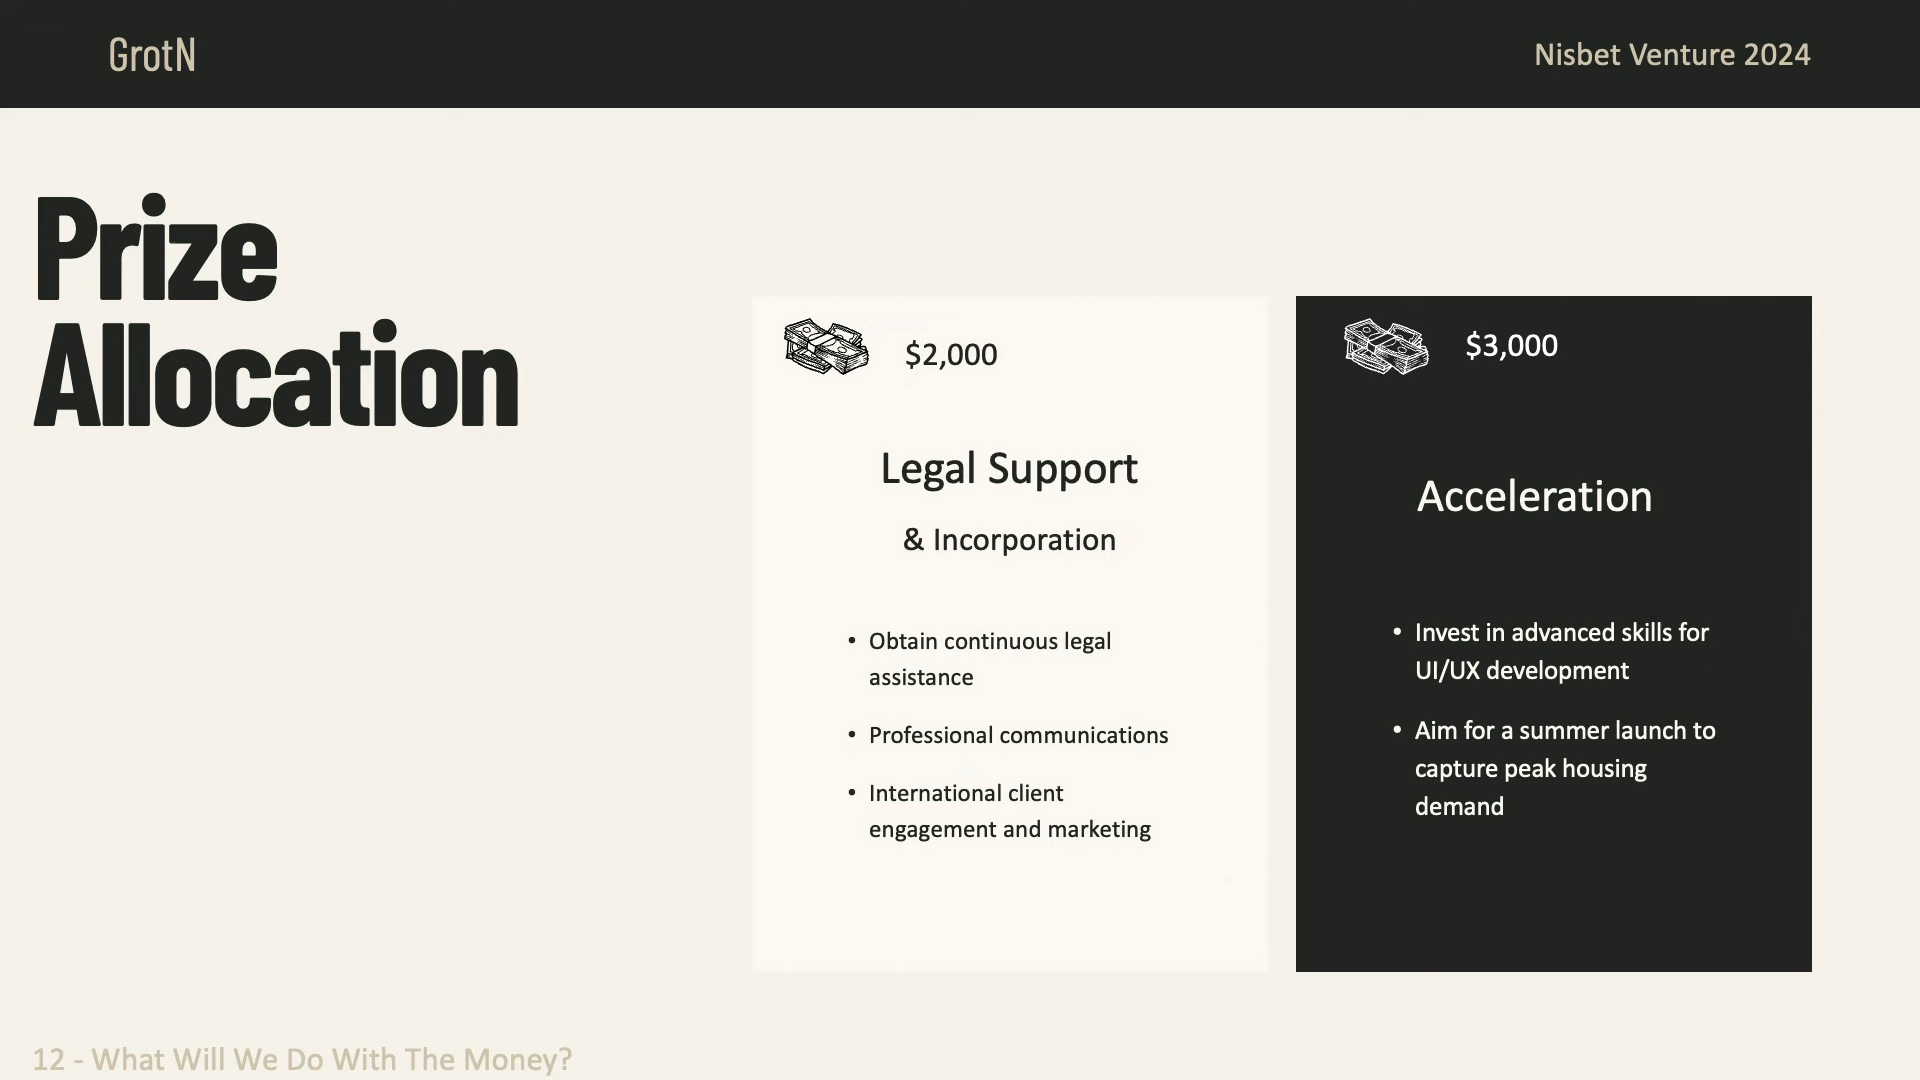 GrotN
Nisbet Venture 2024
Prize
Allocation
$2,000
Legal Support
& Incorporation
• Obtain continuous legal
assistance
• Professional communications
• International client
engagement and marketing
$3,000
Acceleration
• Invest in advanced skills for
UI/UX development
• Aim for a summer launch to
capture peak housing
demand
12 - What Will We Do With The Money?